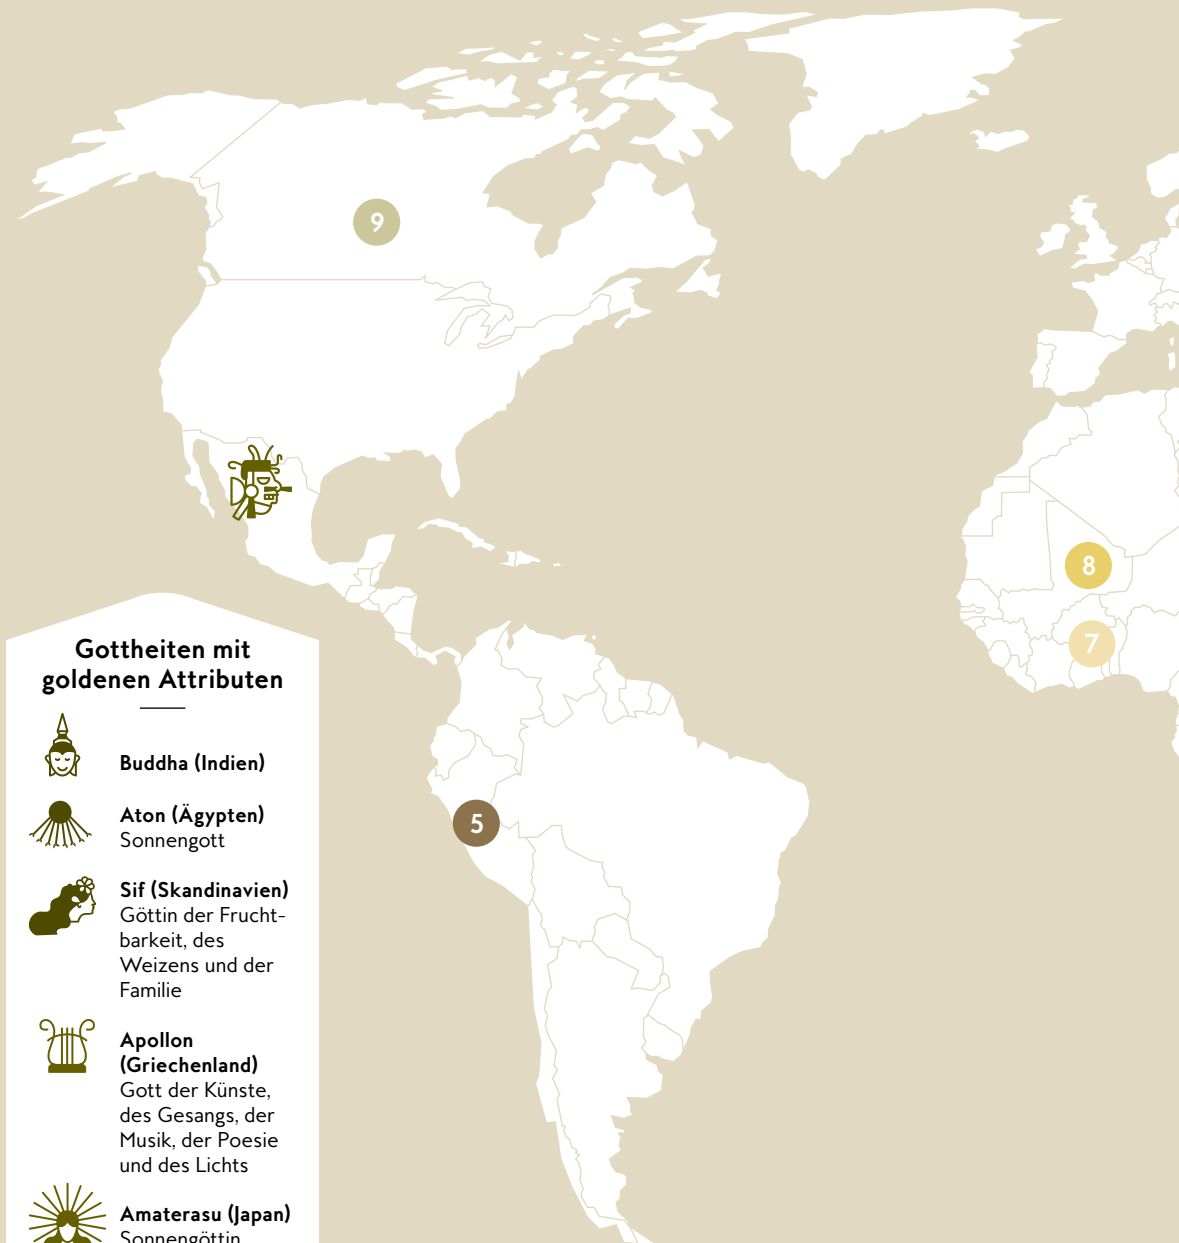 9
8
7
5
Gottheiten mit
goldenen Attributen
Buddha (Indien)
Aton (Ägypten)
Sonnengott
Sif (Skandinavien)
Göttin der Frucht-
barkeit, des
Weizens und der
Familie
Apollon
(Griechenland)
Gott der Künste,
des Gesangs, der
Musik, der Poesie
und des Lichts
Amaterasu (Japan)
Sonnengöttin